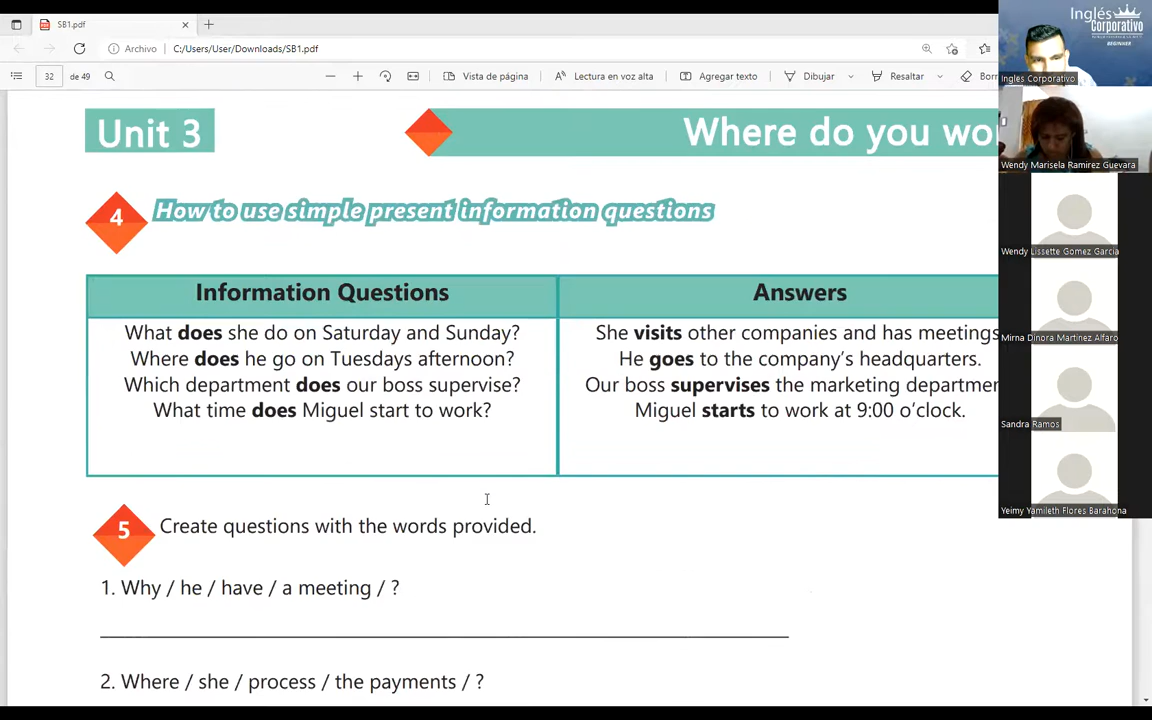 SB1.pdf
Archivo
C:/Users/User/Downloads/SB1.pdf
32
de 49
Vista de página
Lectura en voz alta
Agregar texto
Dibujar
Resaltar
Borr
Unit 3
Where do you wo
4
How to use simple present information questions
Information Questions
Answers
What does she do on Saturday and Sunday?
She visits other companies and has meetings
Where does he go on Tuesdays afternoon?
He goes to the company's headquarters.
Which department does our boss supervise?
Our boss supervises the marketing departmen
What time does Miguel start to work?
Miguel starts to work at 9:00 o'clock.
5
Create questions with the words provided.
1. Why / he / have / a meeting / ?
2. Where / she / process / the payments / ?
Inglés
Corporativo
BEGINNER
Inglés Corporativo
Wendy Marisela Ramirez Guevara
Wendy Lissette Gomez Garcia
Mirna Dinora Martinez Alfaro
Sandra Ramos
Yeimy Yamileth Flores Barahona